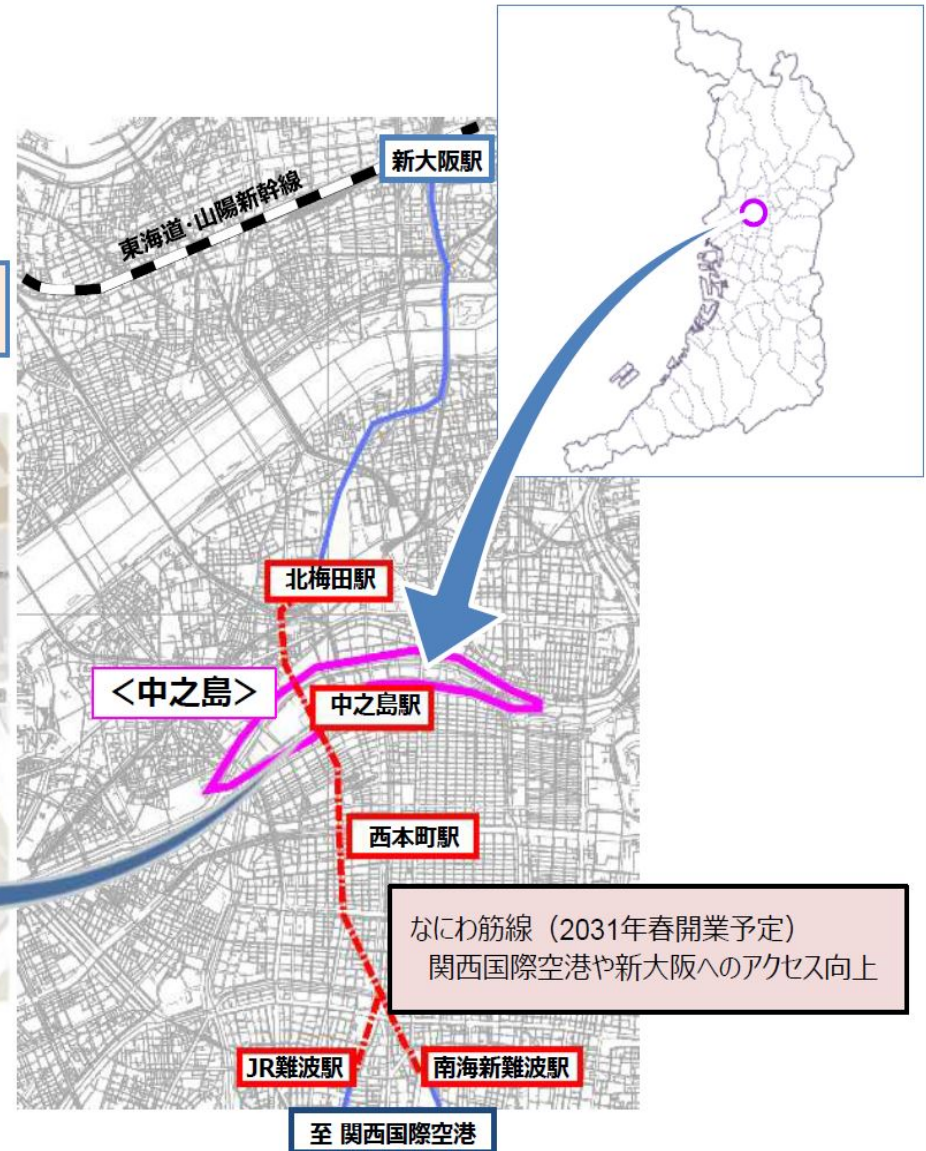 新大阪駅
東海道・山陽新幹線
北梅田駅
<中之島>
中之島駅
西本町駅
なにわ筋線（2031年春開業予定）
関西国際空港や新大阪へのアクセス向上
JR難波駅
南海新難波駅
至 関西国際空港